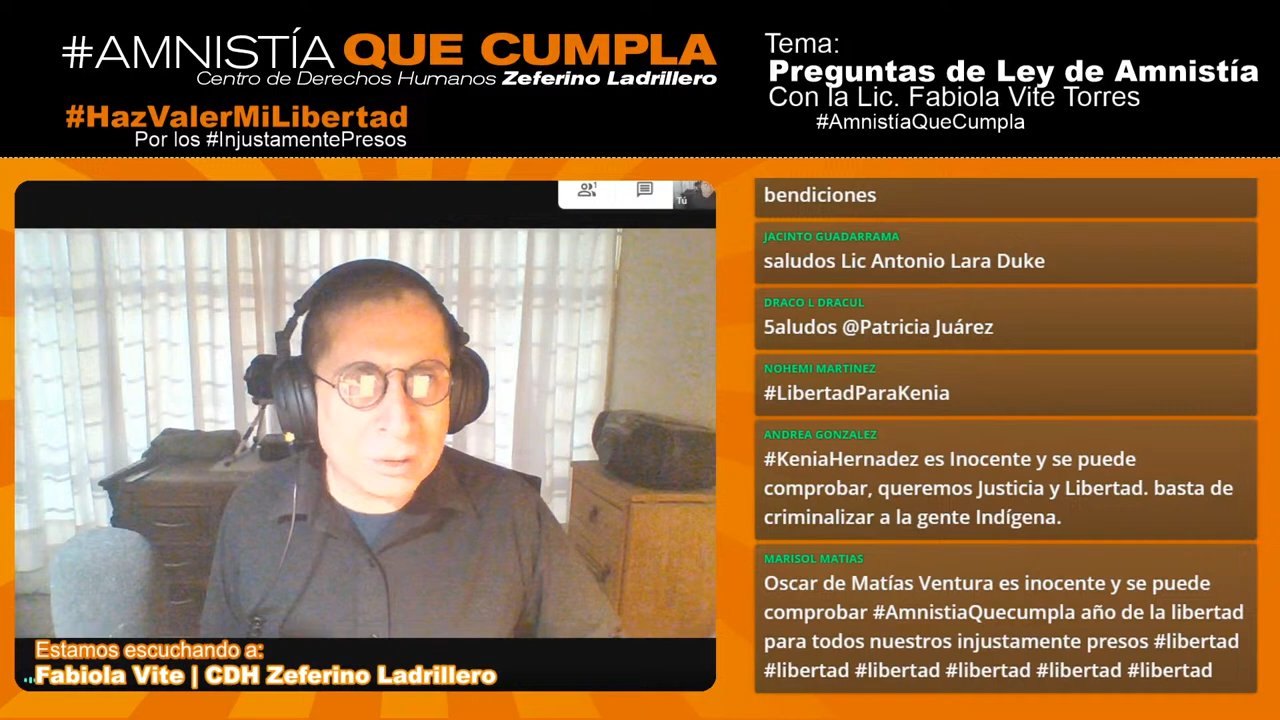 #AMNISTÍA QUE CUMPLA
Centro de Derechos Humanos Zeferino Ladrillero
#HazValerMiLibertad
Por los #InjustamentePresos
Tema:
Preguntas de Ley de Amnistía
Con la Lic. Fabiola Vite Torres
#AmnistíaQueCumpla
1
Tú
Estamos escuchando a:
Fabiola Vite | CDH Zeferino Ladrillero
bendiciones
JACINTO GUADARRAMA
saludos Lic Antonio Lara Duke
DRACO L DRACUL
5aludos @Patricia Juárez
NOHEMI MARTINEZ
#LibertadParaKenia
ANDREA GONZALEZ
#KeniaHernadez es Inocente y se puede
comprobar, queremos Justicia y Libertad. basta de
criminalizar a la gente Indígena.
MARISOL MATIAS
Oscar de Matías Ventura es inocente y se puede
comprobar #AmnistiaQuecumpla año de la libertad
para todos nuestros injustamente presos #libertad
#libertad #libertad #libertad #libertad #libertad